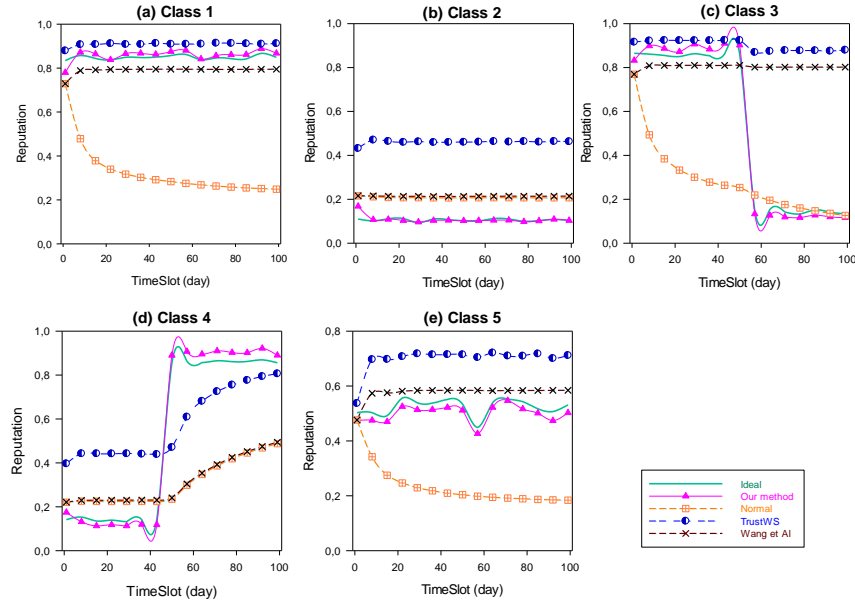 (a) Class 1
Reputation
1,0
0,8
0,6
0,4
0,2
0,0
0 20 40 60 80 100
TimeSlot (day)
(b) Class 2
Reputation
1,0
0,8
0,6
0,4
0,2
0,0
0 20 40 60 80 100
TimeSlot (day)
(c) Class 3
Reputation
1,0
0,8
0,6
0,4
0,2
0,0
0 20 40 60 80 100
TimeSlot (day)
(d) Class 4
Reputation
1,0
0,8
0,6
0,4
0,2
0,0
0 20 40 60 80 100
TimeSlot (day)
(e) Class 5
Reputation
0,8
0,6
0,4
0,2
0,0
0 20 40 60 80 100
TimeSlot (day)
Ideal
Our method
Normal
TrustWS
Wang et Al